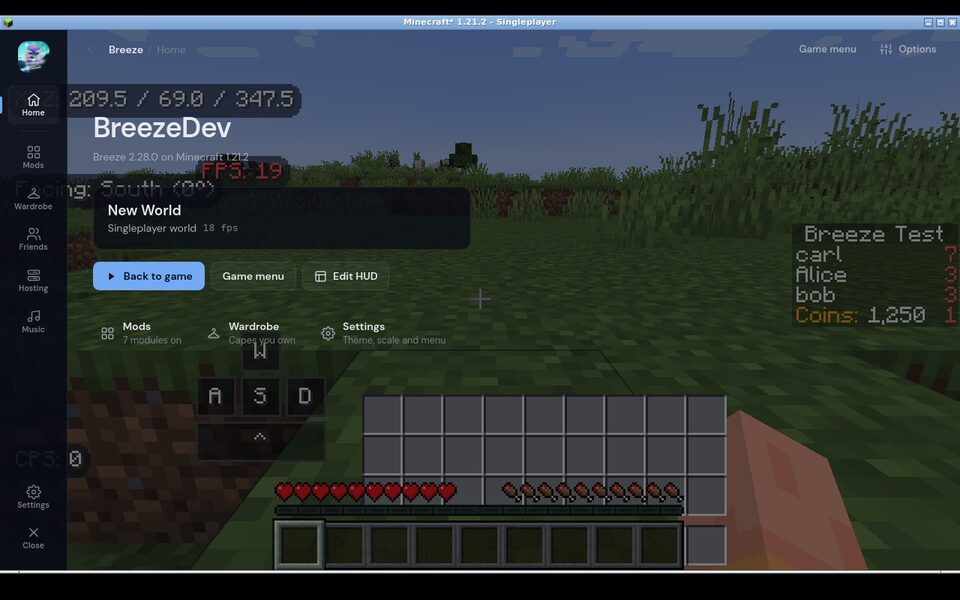 Minecraft* 1.21.2 - Singleplayer
Breeze / Home
Game menu
Options
209.5 / 69.0 / 347.5
Home
BreezeDev
Breeze 2.28.0 on Minecraft 1.21.2
FPS: 19
Mods
Facing: South (0°)
Wardrobe
New World
Singleplayer world 18 fps
Friends
Breeze Test
carl 7
Alice 3
bob 3
Coins: 1,250 1
Hosting
Back to game
Game menu
Edit HUD
Music
Mods
7 modules on
Wardrobe
Capes you own
Settings
Theme, scale and menu
W
A S D
^
CPS: 0
Settings
Close